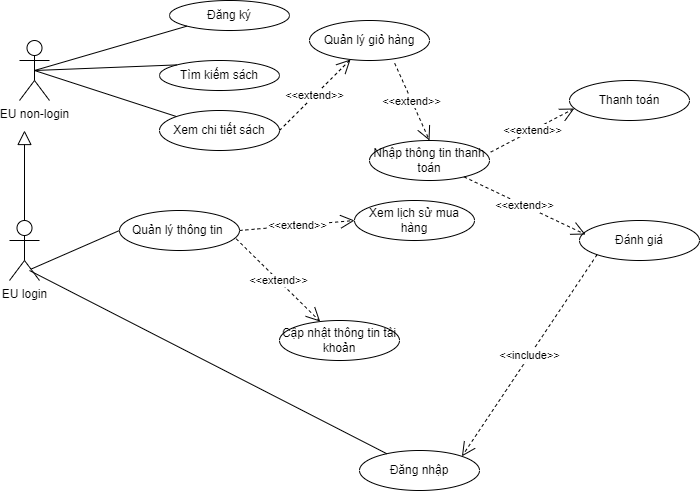 Đăng ký
Quản lý giỏ hàng
Tìm kiếm sách
EU non-login
<<extend>>
<<extend>>
Thanh toán
Xem chi tiết sách
<<extend>>
Nhập thông tin thanh
toán
<<extend>>
Quản lý thông tin
<<extend>>
Xem lịch sử mua
hàng
Đánh giá
EU login
<<extend>>
Cập nhật thông tin tài
khoản
<<include>>
Đăng nhập